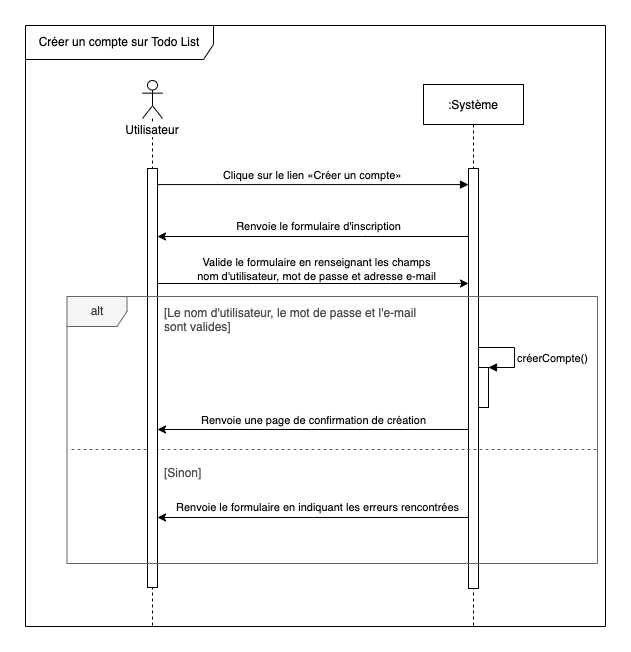 Créer un compte sur Todo List
Utilisateur
:Système
Clique sur le lien «Créer un compte»
Renvoie le formulaire d'inscription
Valide le formulaire en renseignant les champs
nom d'utilisateur, mot de passe et adresse e-mail
alt
[Le nom d'utilisateur, le mot de passe et l'e-mail
sont valides]
créerCompte()
Renvoie une page de confirmation de création
[Sinon]
Renvoie le formulaire en indiquant les erreurs rencontrées